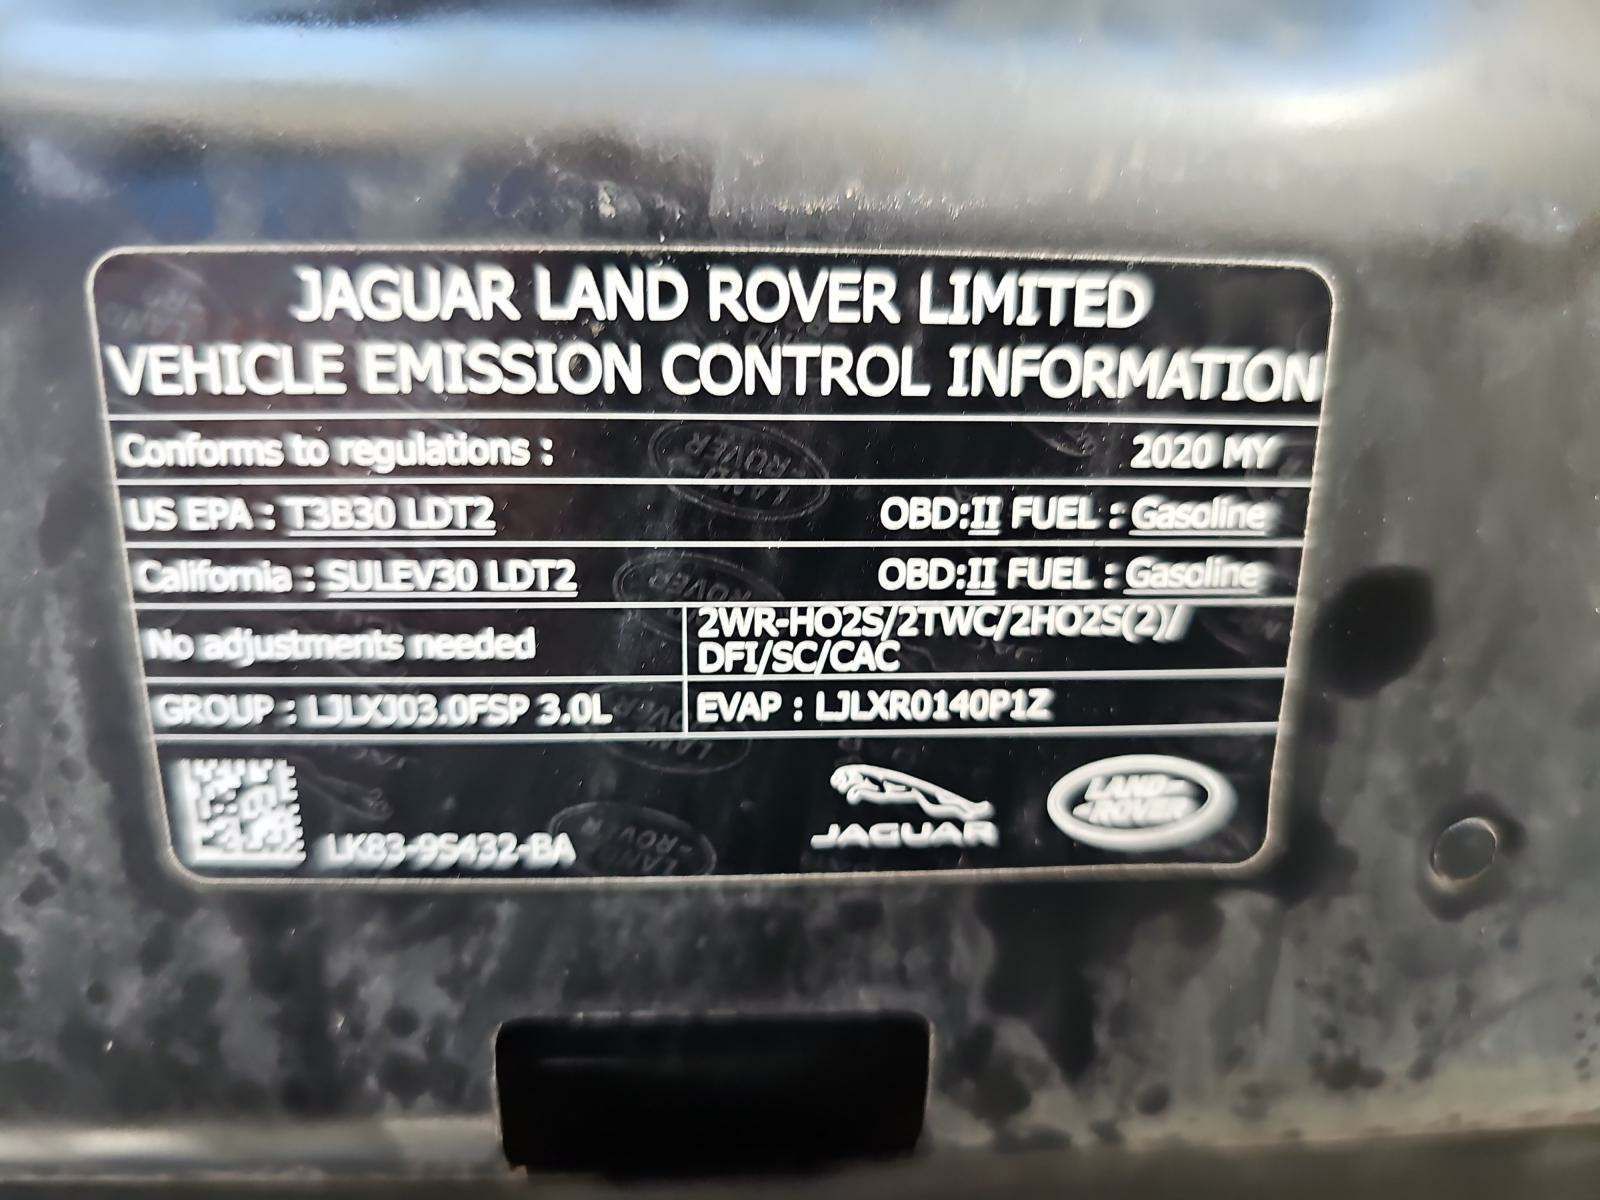 JAGUAR LAND ROVER LIMITED
VEHICLE EMISSION CONTROL INFORMATION
Conforms to regulations : 2020 MY
US EPA : T3B30 LDT2 OBD:II FUEL : Gasoline
California : SULEV30 LDT2 OBD:II FUEL : Gasoline
No adjustments needed
2WR-HO2S/2TWC/2HO2S(2)/
DFI/SC/CAC
GROUP : LJLXJ03.0FSP 3.0L
EVAP : LJLXR0140P1Z
LK83-9S432-BA
JAGUAR
LAND-
-ROVER